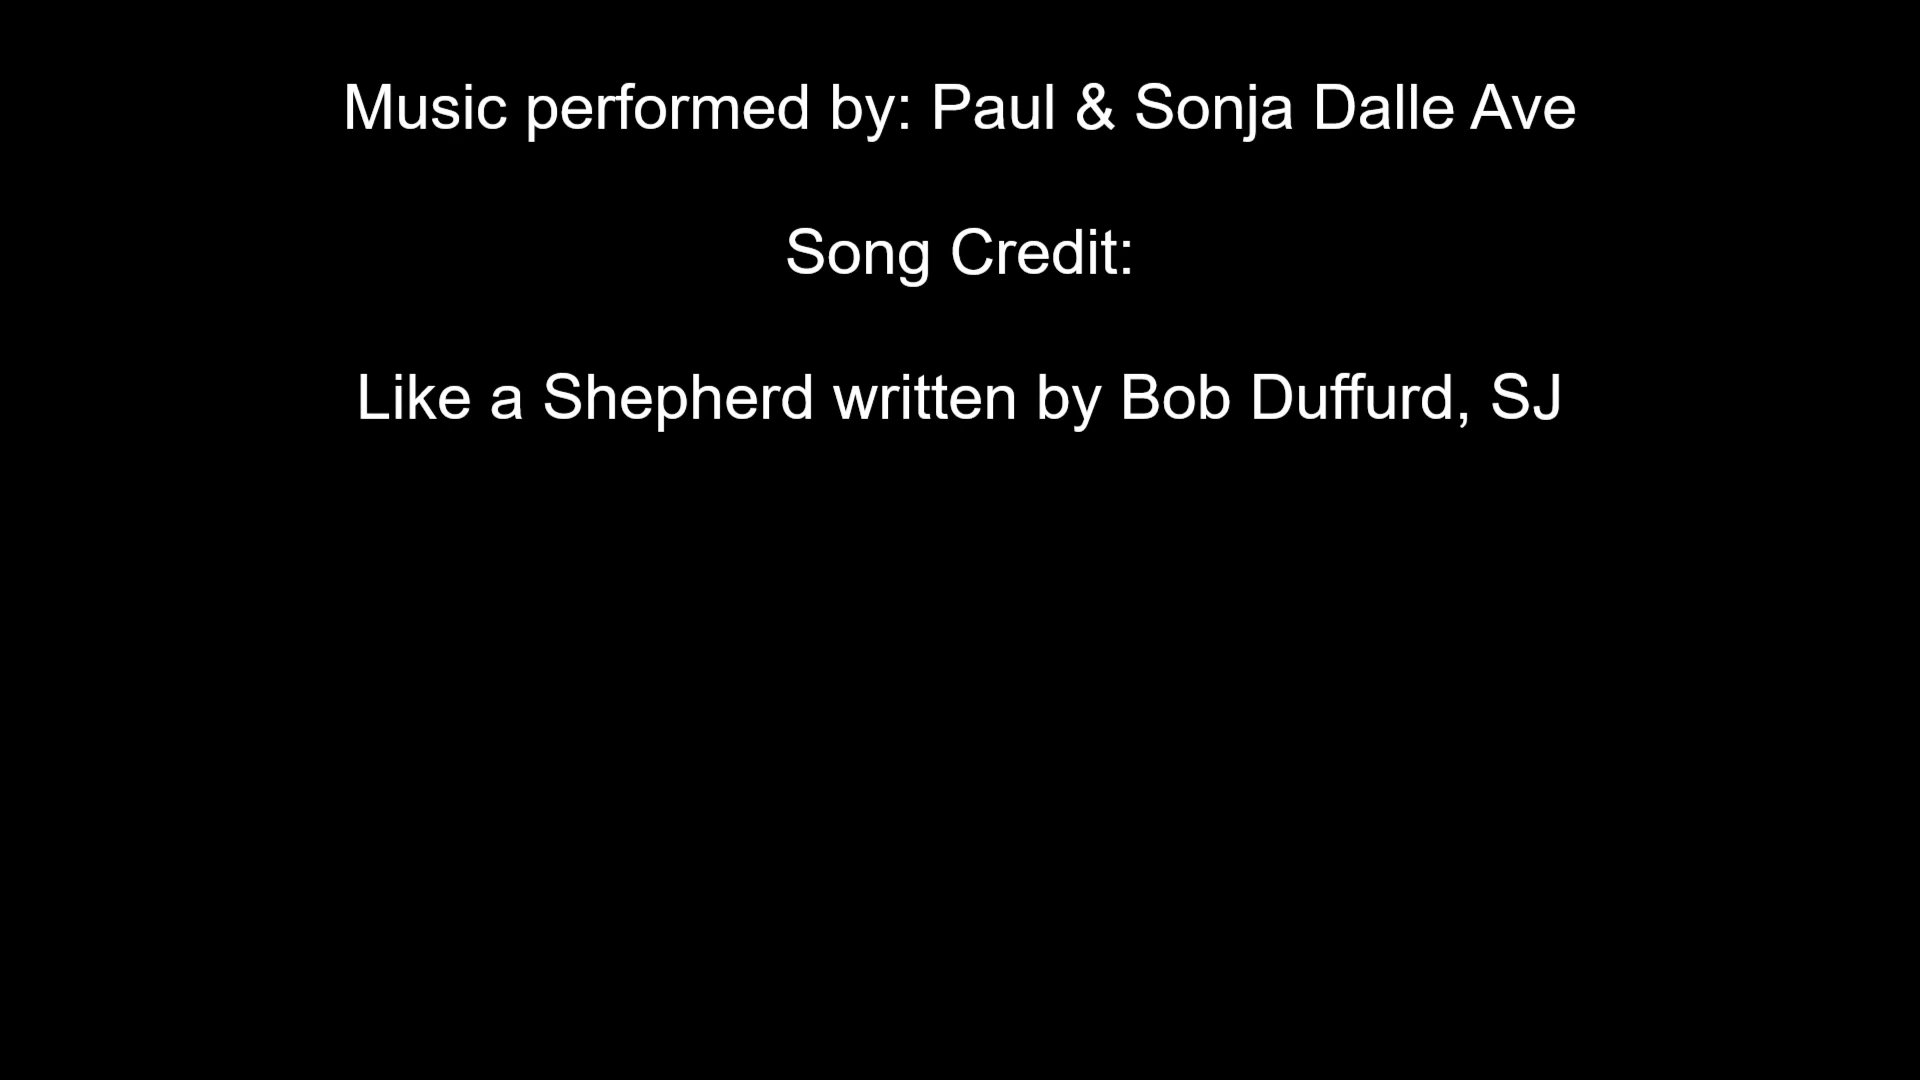 Music performed by: Paul & Sonja Dalle Ave
Song Credit:
Like a Shepherd written by Bob Duffurd, SJ